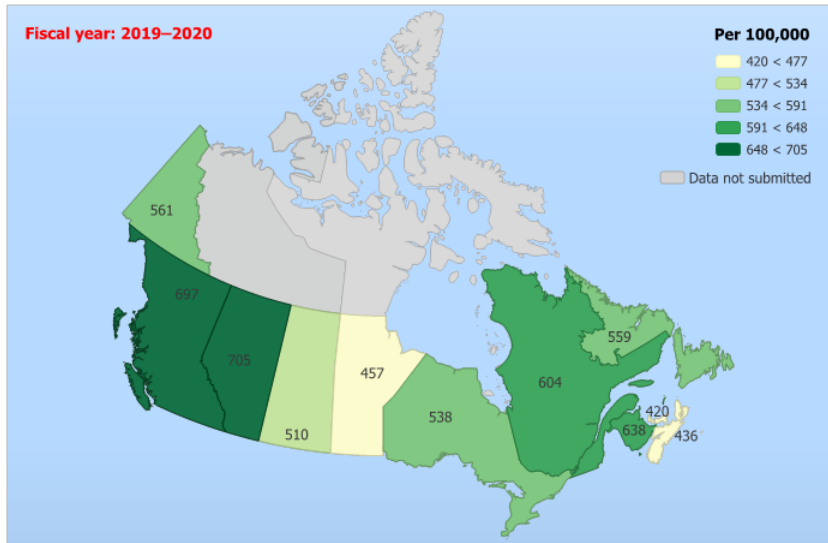 Fiscal year: 2019–2020
Per 100,000
420 < 477
477 < 534
534 < 591
591 < 648
648 < 705
Data not submitted
561
697
705
510
457
538
604
559
420
638
436